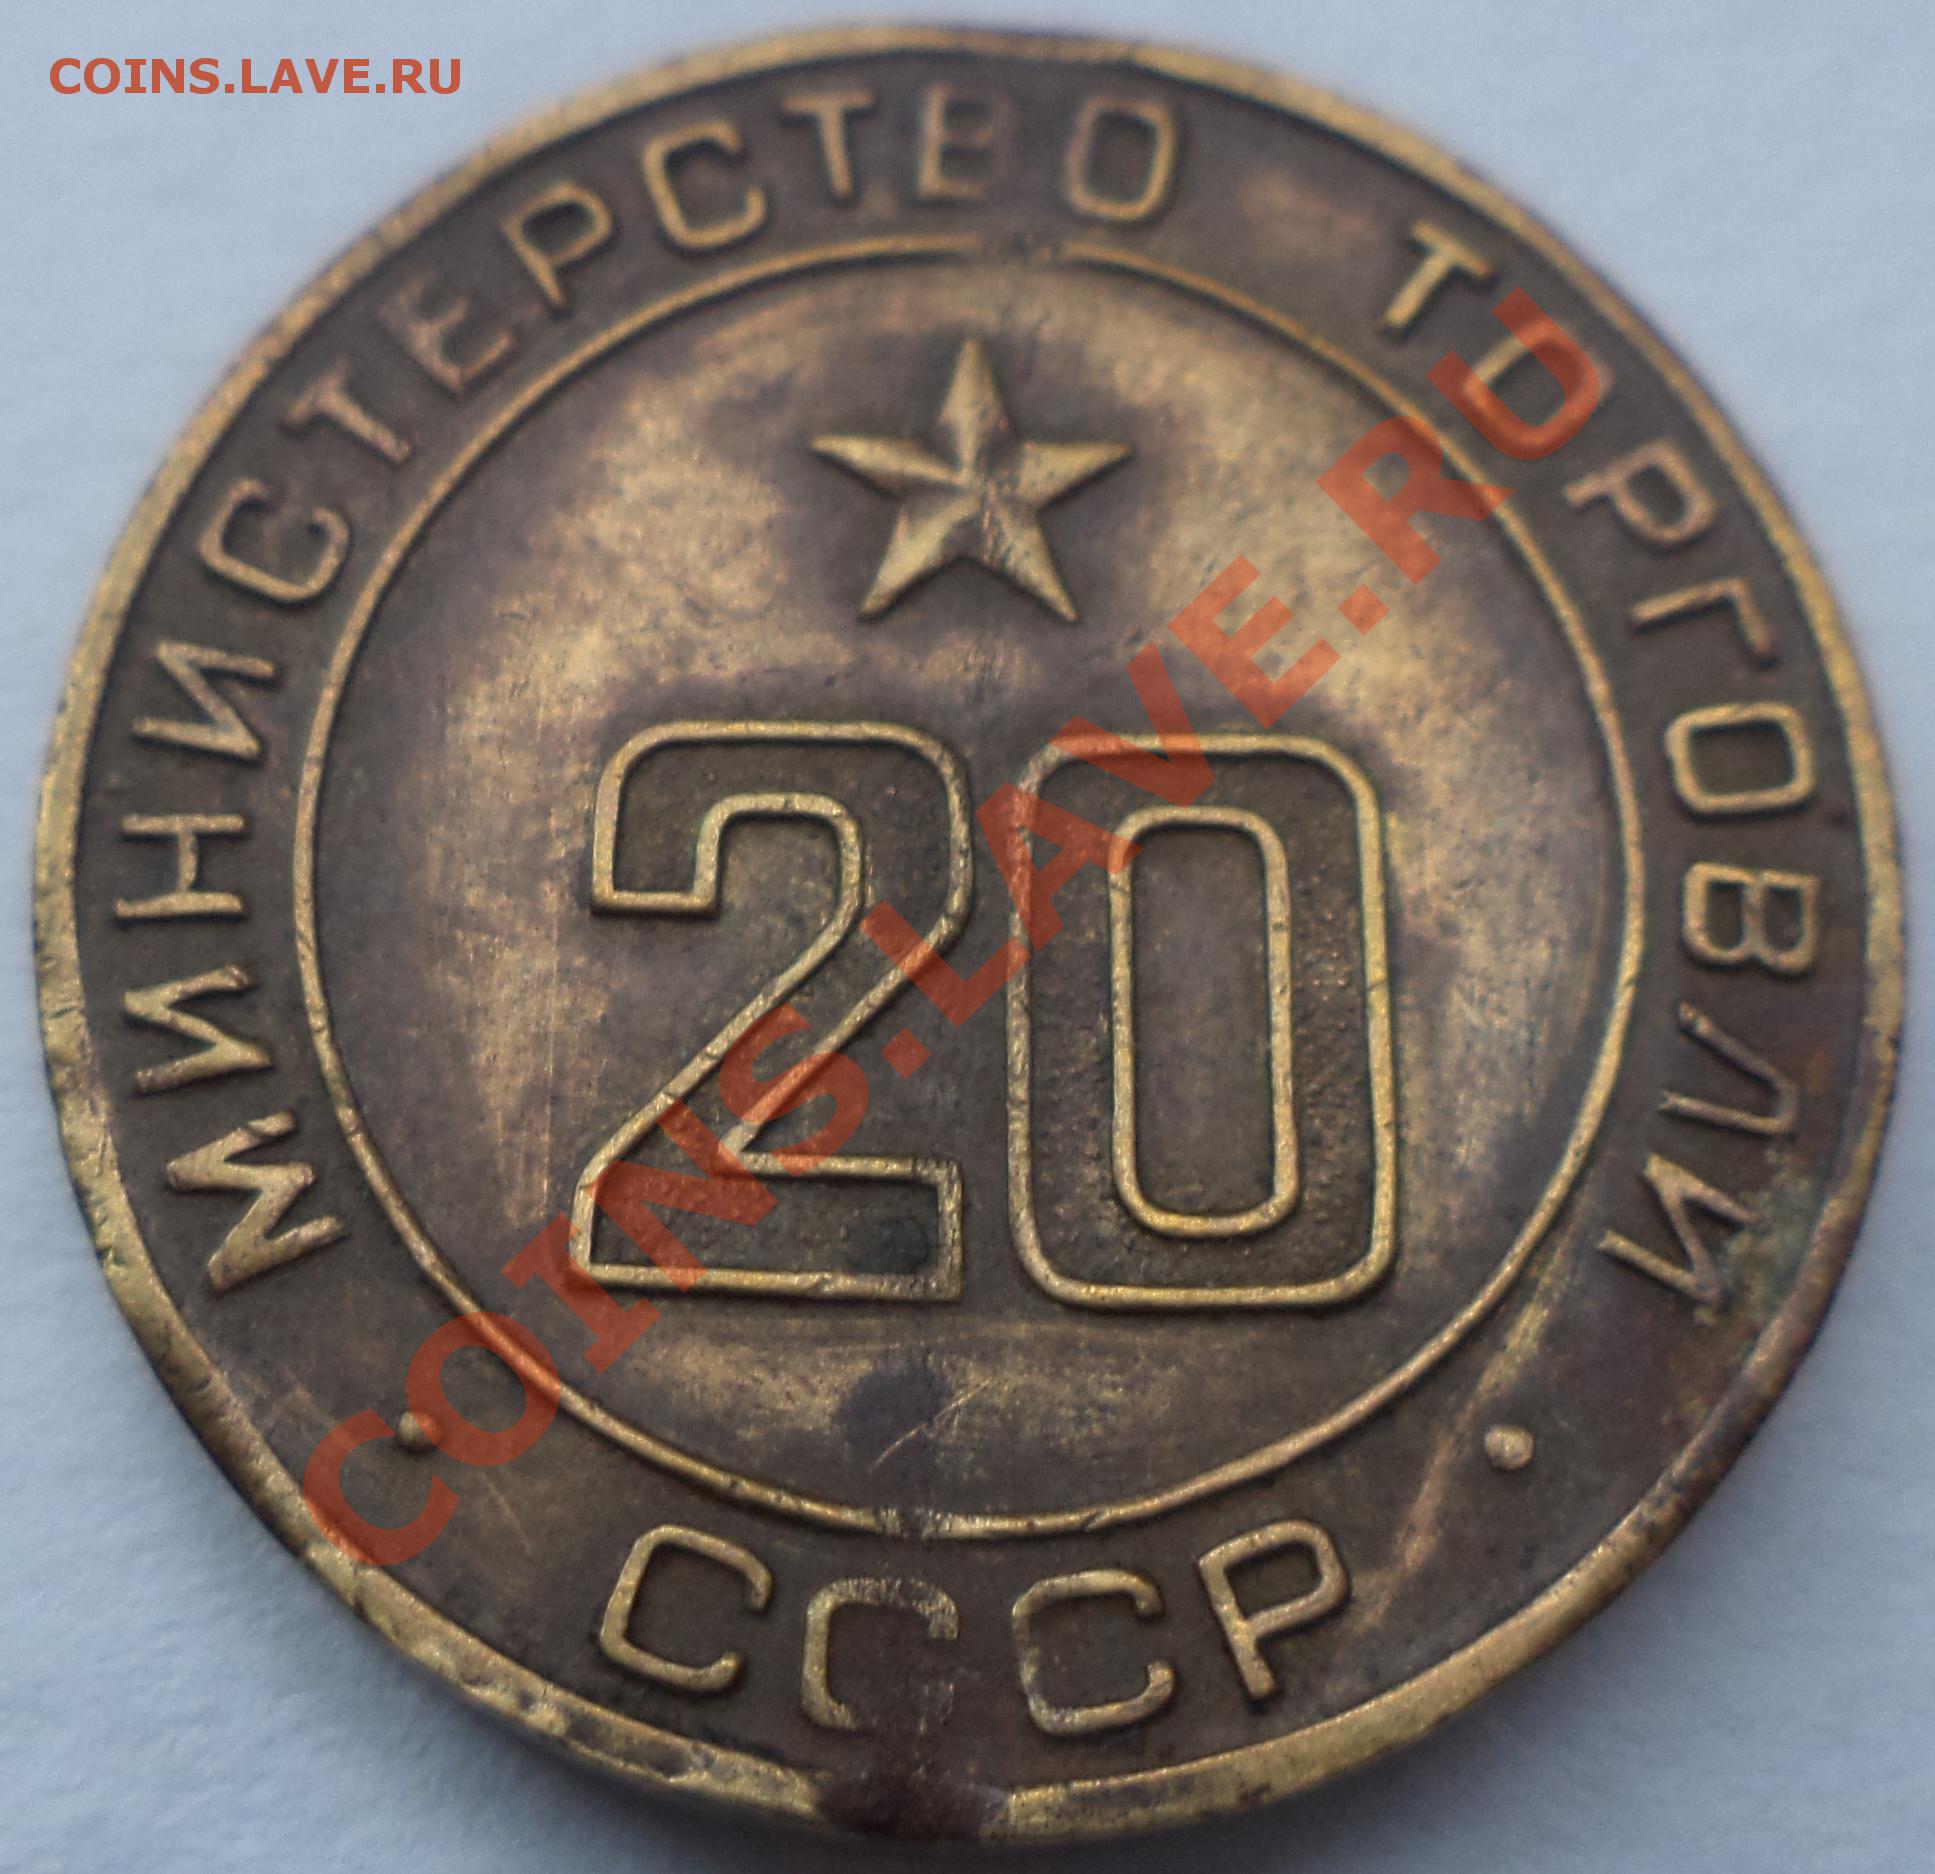 COINS.LAVE.RU
МИНИСТЕРСТВО ТОРГОВЛИ
20
• СССР •
COINS.LAVE.RU